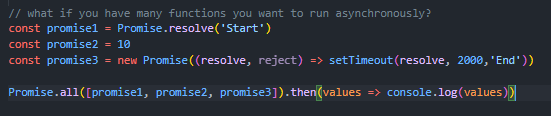 // what if you have many functions you want to run asynchronously?
const promise1 = Promise.resolve('Start')
const promise2 = 10
const promise3 = new Promise((resolve, reject) => setTimeout(resolve, 2000,'End'))
Promise.all([promise1, promise2, promise3]).then(values => console.log(values))